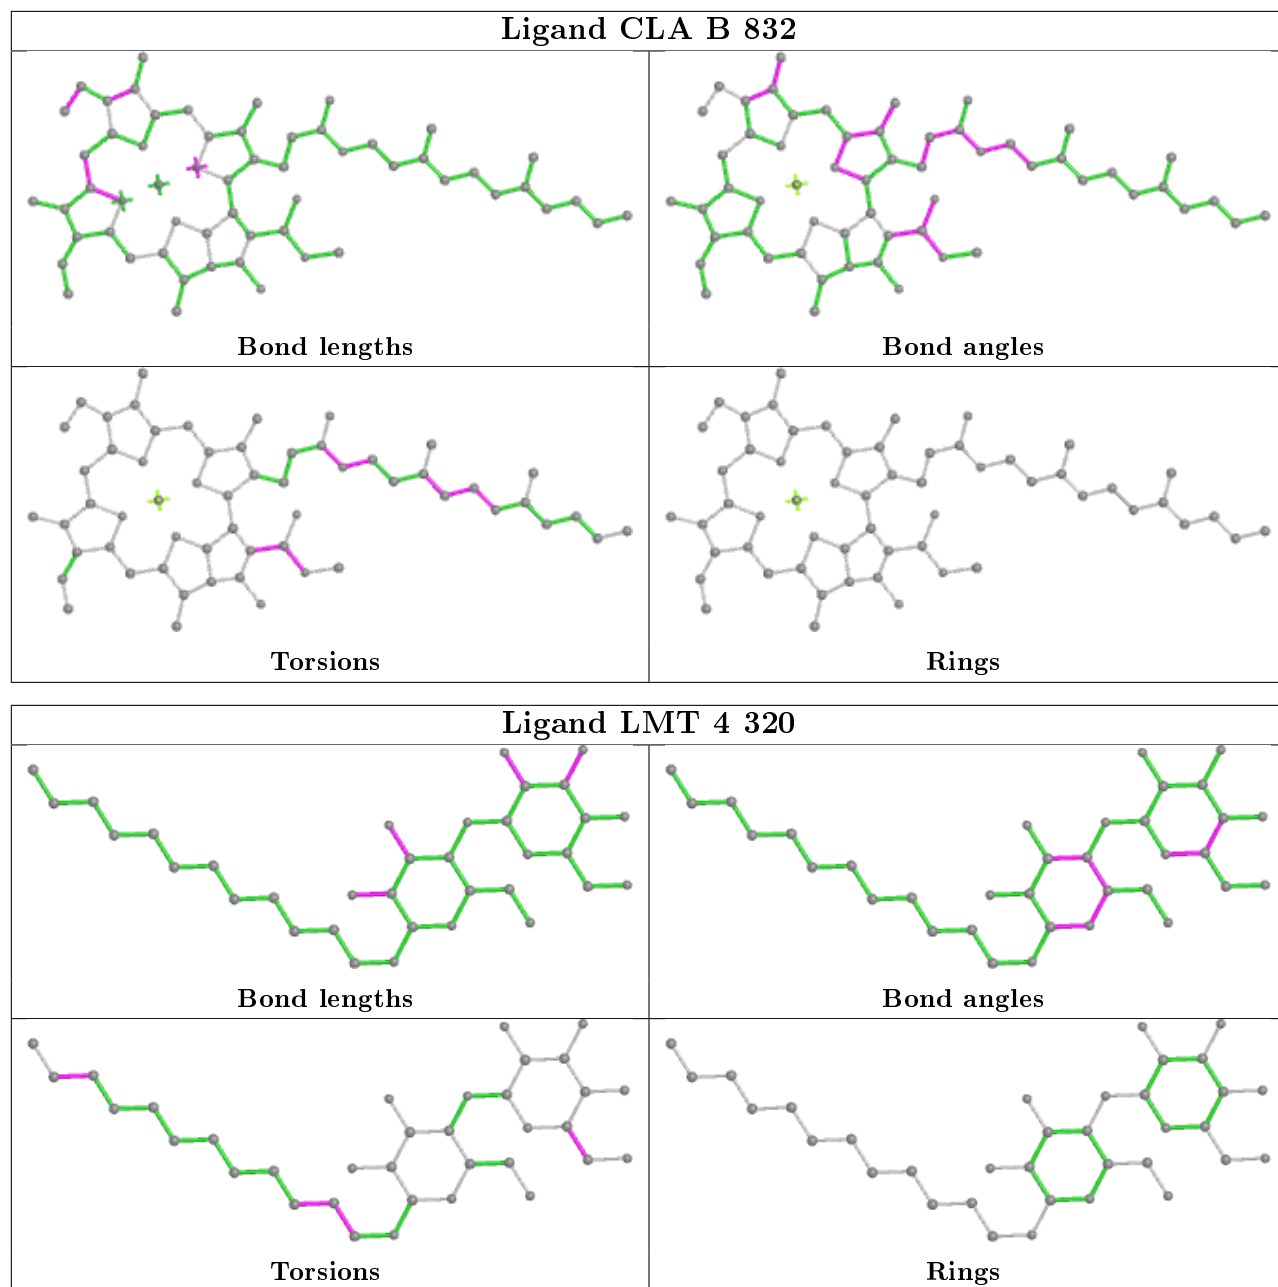 Ligand CLA B 832
Bond lengths
Bond angles
Torsions
Rings
Ligand LMT 4 320
Bond lengths
Bond angles
Torsions
Rings